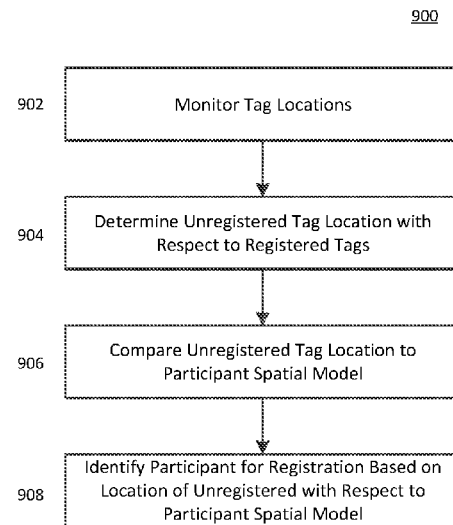 900
902
Monitor Tag Locations
904
Determine Unregistered Tag Location with
Respect to Registered Tags
906
Compare Unregistered Tag Location to
Participant Spatial Model
908
Identify Participant for Registration Based on
Location of Unregistered with Respect to
Participant Spatial Model